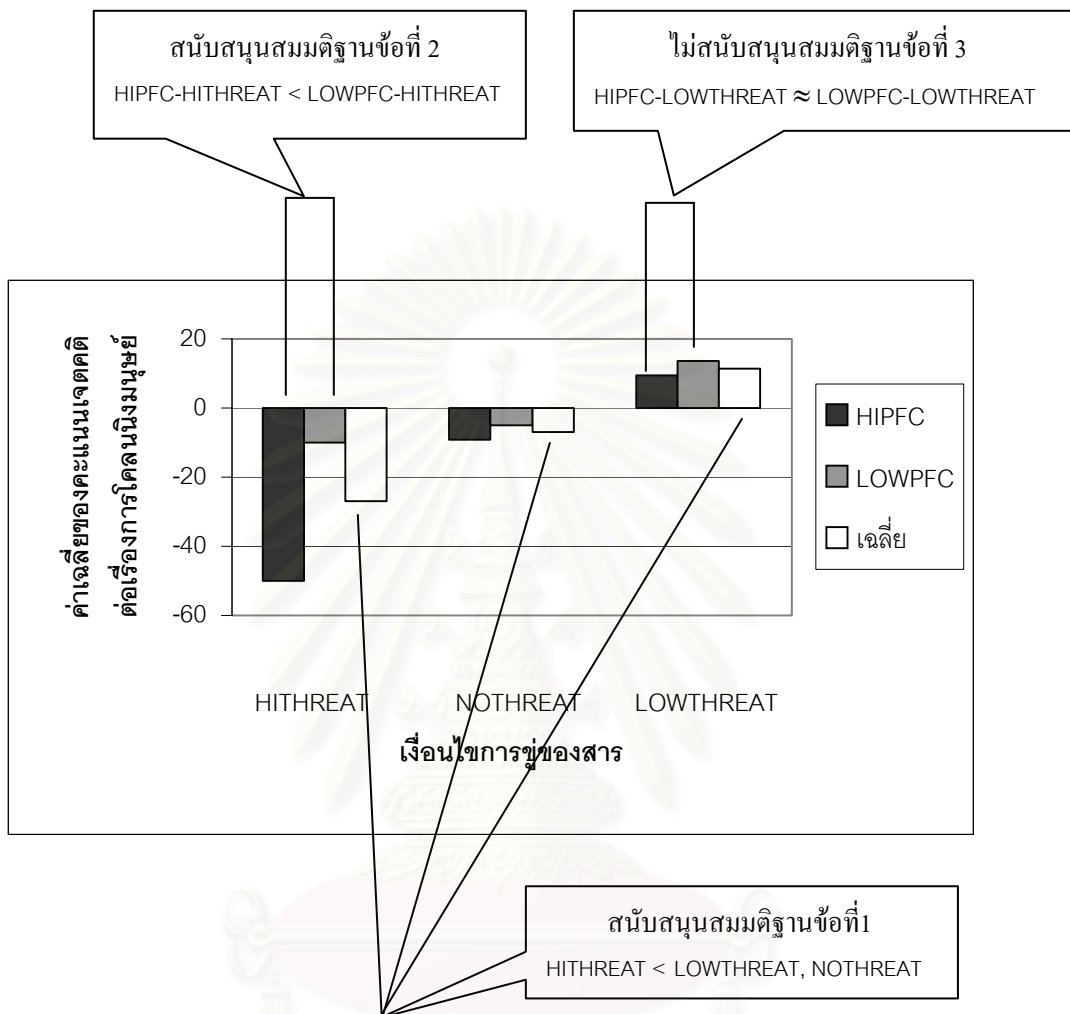 สนับสนุนสมมติฐานข้อที่ 2
HIPFC-HITHREAT < LOWPFC-HITHREAT
ไม่สนับสนุนสมมติฐานข้อที่ 3
HIPFC-LOWTHREAT ≈ LOWPFC-LOWTHREAT
ค่าเฉลี่ยของคะแนนเจตคติ
ต่อเรื่องการโคลนนิงมนุษย์
20
0
-20
-40
-60
HIPFC
LOWPFC
เฉลี่ย
HITHREAT NOTHREAT LOWTHREAT
เงื่อนไขการขู่ของสาร
สนับสนุนสมมติฐานข้อที่1
HITHREAT < LOWTHREAT, NOTHREAT